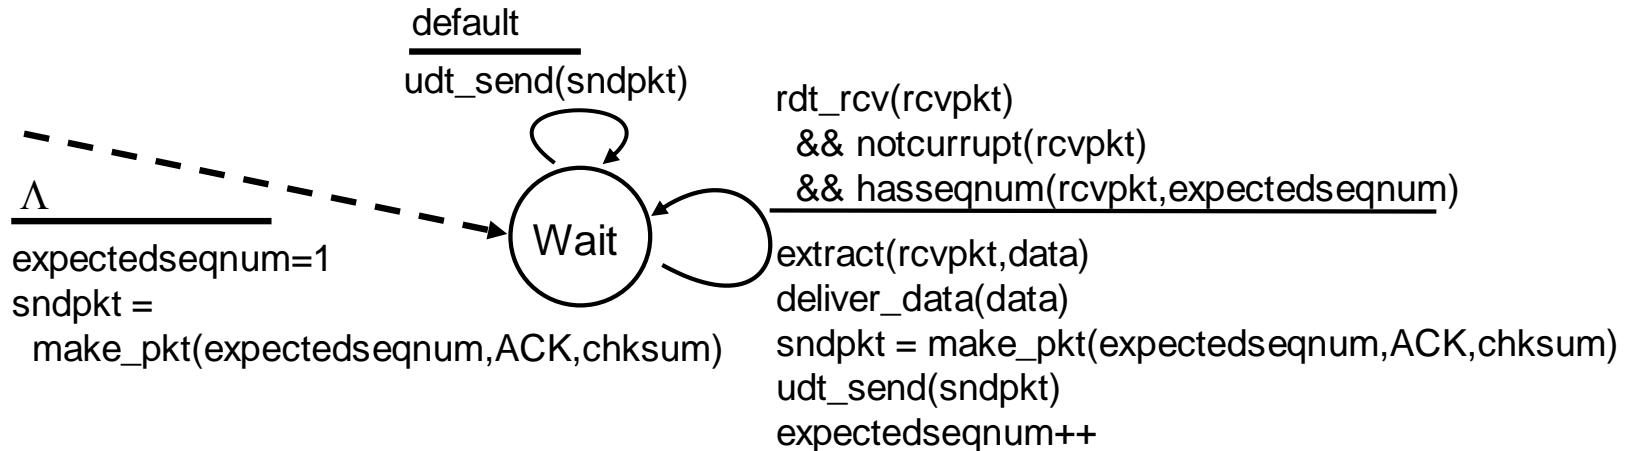 default
udt_send(sndpkt)
rdt_rcv(rcvpkt)
&& notcurrupt(rcvpkt)
&& hasseqnum(rcvpkt,expectedseqnum)
Λ
expectedseqnum=1
sndpkt =
make_pkt(expectedseqnum,ACK,chksum)
Wait
extract(rcvpkt,data)
deliver_data(data)
sndpkt = make_pkt(expectedseqnum,ACK,chksum)
udt_send(sndpkt)
expectedseqnum++